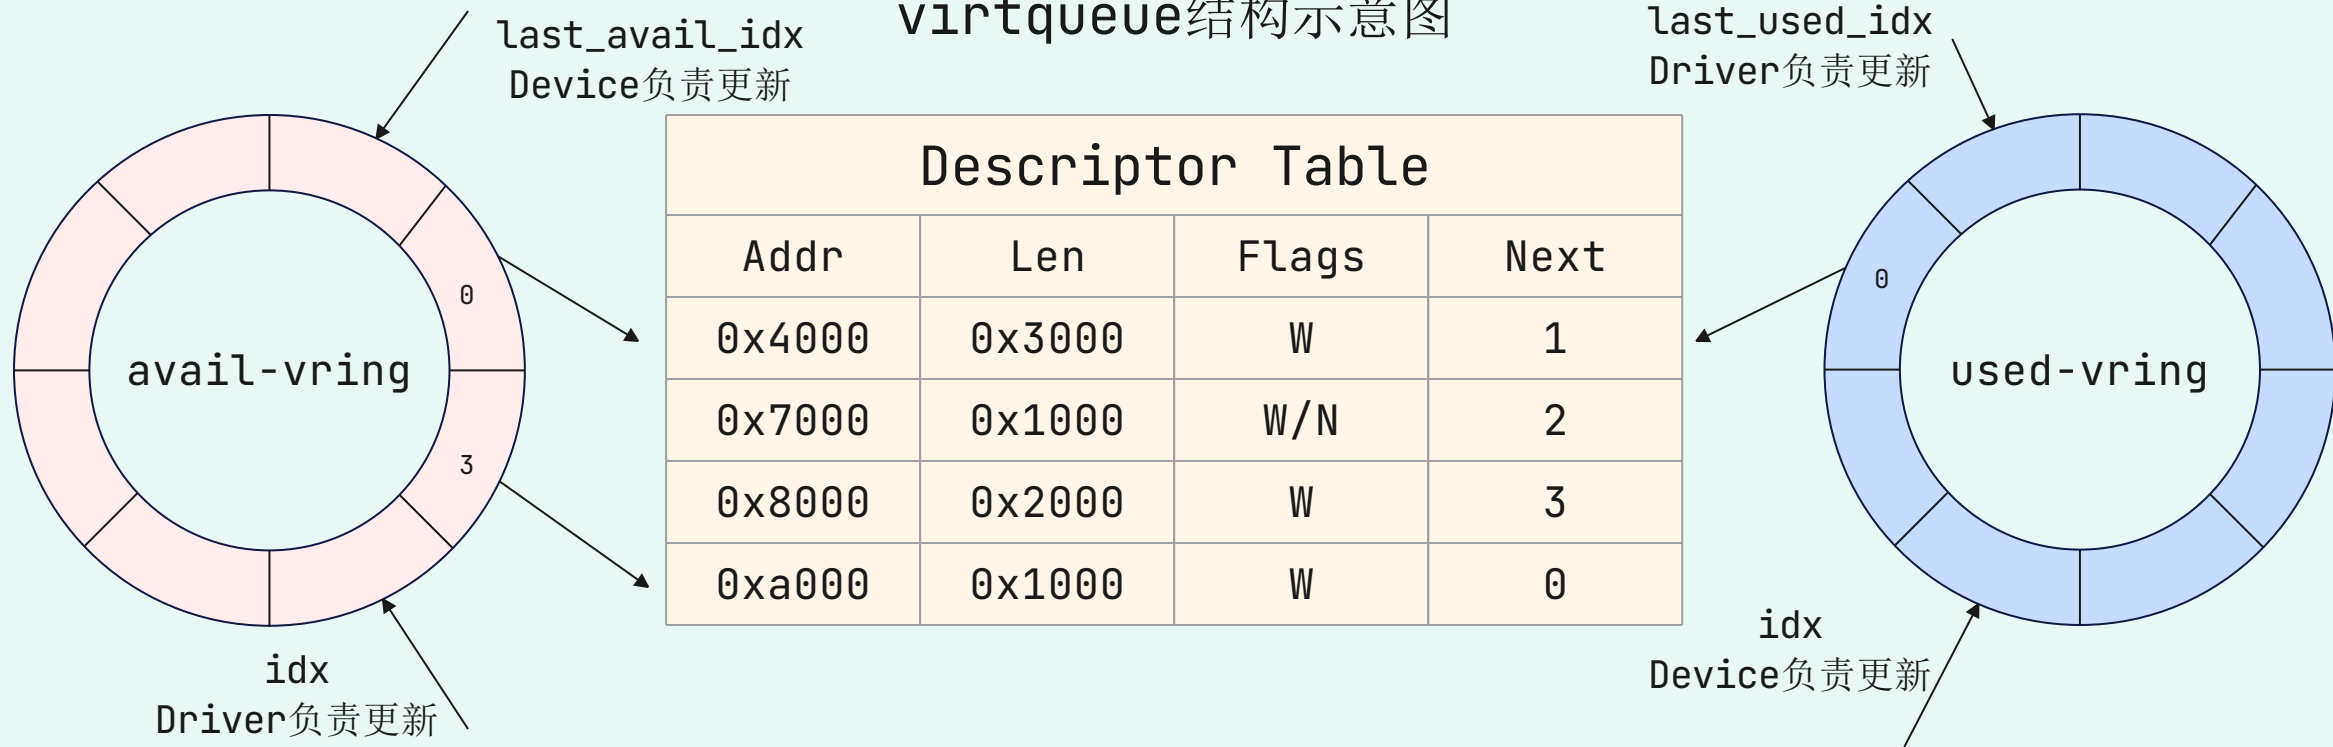 virtqueue结构示意图
last_avail_idx
Device负责更新
last_used_idx
Driver负责更新
avail-vring
0
3
idx
Driver负责更新
Descriptor Table
Addr Len Flags Next
0x4000 0x3000 W 1
0x7000 0x1000 W/N 2
0x8000 0x2000 W 3
0xa000 0x1000 W 0
0
used-vring
idx
Device负责更新